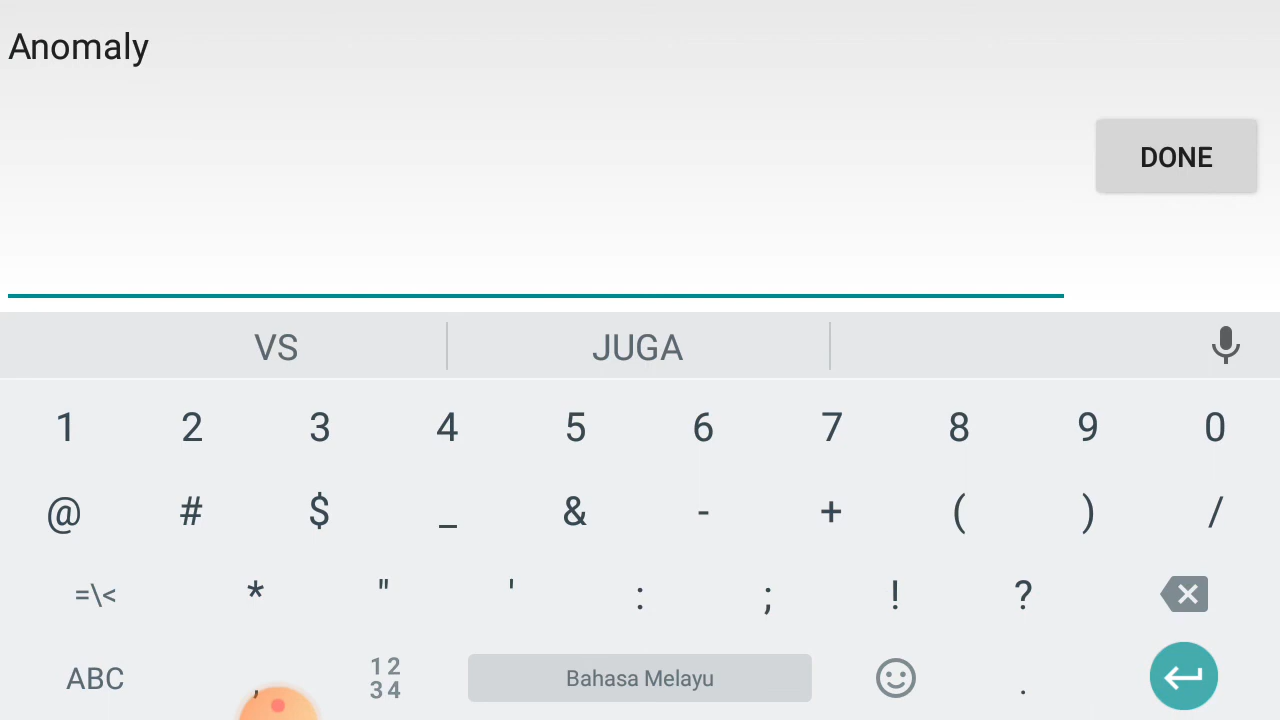 Anomaly
DONE
VS JUGA
1 2 3 4 5 6 7 8 9 0
@ # $ _ & - + ( ) /
=\< * " ' : ; ! ?
ABC , 12 34 Bahasa Melayu .